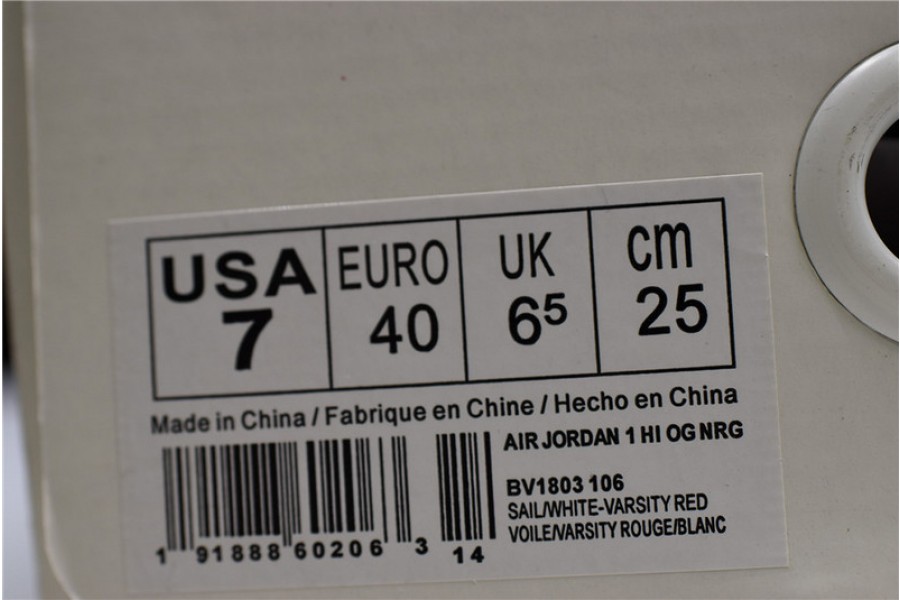 USA EURO UK cm
7 40 6⁵ 25
Made in China / Fabrique en Chine / Hecho en China
AIR JORDAN 1 HI OG NRG
BV1803 106
SAIL/WHITE-VARSITY RED
VOILE/VARSITY ROUGE/BLANC
1 91888 60206 3 14